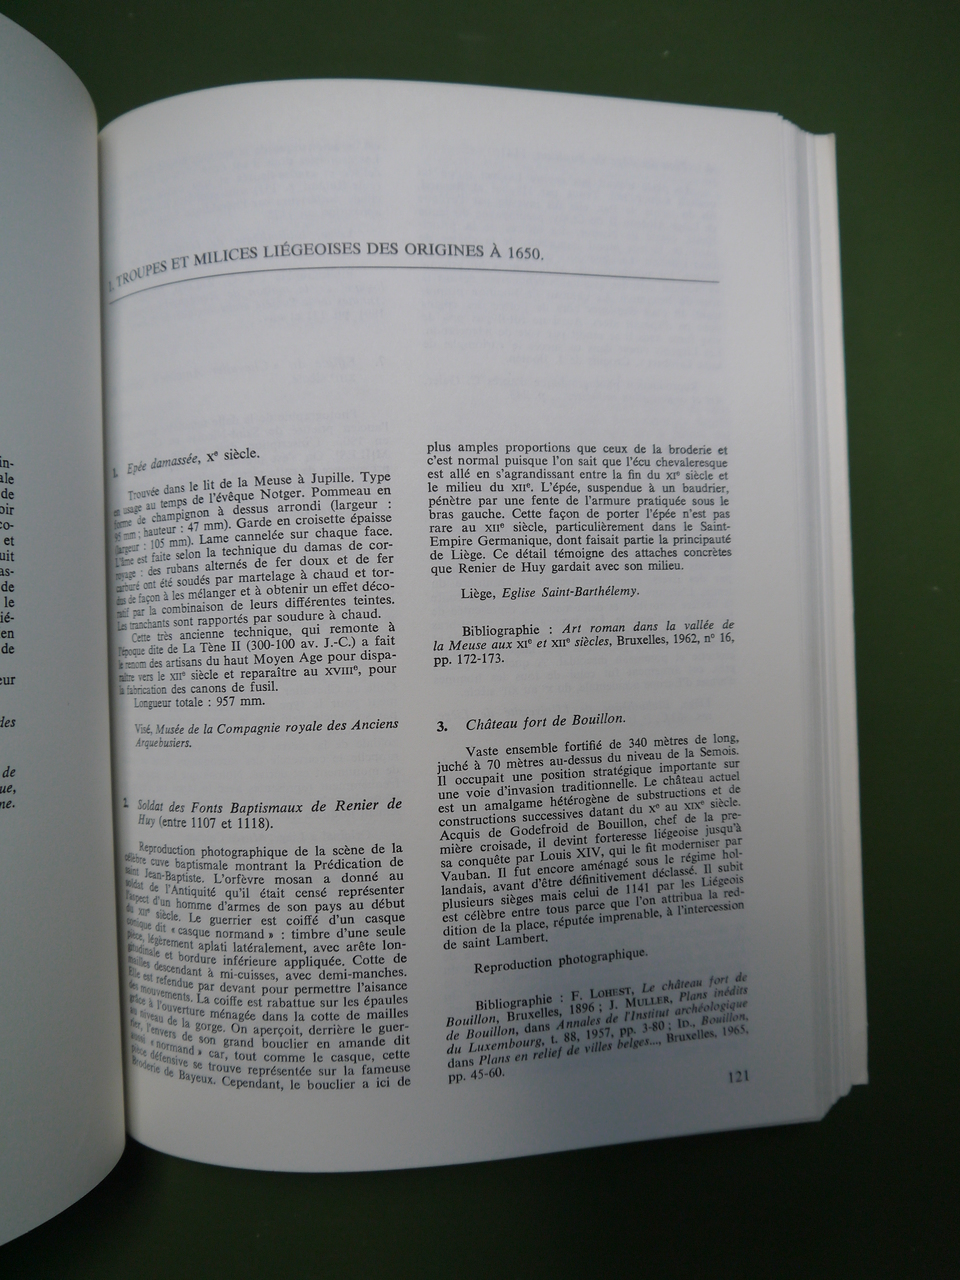 in-
ale
de
oir
co-
et
uit
as-
de
le
ié-
en
de
eur
des
de
ue,
ne.
I. TROUPES ET MILICES LIÉGEOISES DES ORIGINES À 1650.
1. Epée damassée, Xe siècle.
Trouvée dans le lit de la Meuse à Jupille. Type
en usage au temps de l'évêque Notger. Pommeau en
forme de champignon à dessus arrondi (largeur :
95 mm ; hauteur : 47 mm). Garde en croisette épaisse
(largeur : 105 mm). Lame cannelée sur chaque face.
L'âme est faite selon la technique du damas de cor-
royage : des rubans alternés de fer doux et de fer
carburé ont été soudés par martelage à chaud et tor-
dus de façon à les mélanger et à obtenir un effet déco-
ratif par la combinaison de leurs différentes teintes.
Les tranchants sont rapportés par soudure à chaud.
Cette très ancienne technique, qui remonte à
l'époque dite de La Tène II (300-100 av. J.-C.) a fait
le renom des artisans du haut Moyen Age pour dispa-
raître vers le XIIe siècle et reparaître au XVIIIe, pour
la fabrication des canons de fusil.
Longueur totale : 957 mm.
Visé, Musée de la Compagnie royale des Anciens
Arquebusiers.
2. Soldat des Fonts Baptismaux de Renier de
Huy (entre 1107 et 1118).
Reproduction photographique de la scène de la
célèbre cuve baptismale montrant la Prédication de
saint Jean-Baptiste. L'orfèvre mosan a donné au
soldat de l'Antiquité qu'il était censé représenter
l'aspect d'un homme d'armes de son pays au début
du XIIe siècle. Le guerrier est coiffé d'un casque
conique dit « casque normand » : timbre d'une seule
pièce, légèrement aplati latéralement, avec arête lon-
gitudinale et bordure inférieure appliquée. Cotte de
mailles descendant à mi-cuisses, avec demi-manches.
Elle est refendue par devant pour permettre l'aisance
des mouvements. La coiffe est rabattue sur les épaules
grâce à l'ouverture ménagée dans la cotte de mailles
au niveau de la gorge. On aperçoit, derrière le guer-
rier, l'envers de son grand bouclier en amande dit
aussi « normand » car, tout comme le casque, cette
pièce défensive se trouve représentée sur la fameuse
Broderie de Bayeux. Cependant, le bouclier a ici de
plus amples proportions que ceux de la broderie et
c'est normal puisque l'on sait que l'écu chevaleresque
est allé en s'agrandissant entre la fin du XIe siècle et
le milieu du XIIe. L'épée, suspendue à un baudrier,
pénètre par une fente de l'armure pratiquée sous le
bras gauche. Cette façon de porter l'épée n'est pas
rare au XIIe siècle, particulièrement dans le Saint-
Empire Germanique, dont faisait partie la principauté
de Liège. Ce détail témoigne des attaches concrètes
que Renier de Huy gardait avec son milieu.
Liège, Eglise Saint-Barthélemy.
Bibliographie : Art roman dans la vallée de
la Meuse aux XIe et XIIe siècles, Bruxelles, 1962, no 16,
pp. 172-173.
3. Château fort de Bouillon.
Vaste ensemble fortifié de 340 mètres de long,
juché à 70 mètres au-dessus du niveau de la Semois.
Il occupait une position stratégique importante sur
une voie d'invasion traditionnelle. Le château actuel
est un amalgame hétérogène de substructions et de
constructions successives datant du Xe au XIXe siècle.
Acquis de Godefroid de Bouillon, chef de la pre-
mière croisade, il devint forteresse liégeoise jusqu'à
sa conquête par Louis XIV, qui le fit moderniser par
Vauban. Il fut encore aménagé sous le régime hol-
landais, avant d'être définitivement déclassé. Il subit
plusieurs sièges mais celui de 1141 par les Liégeois
est célèbre entre tous parce que l'on attribua la red-
dition de la place, réputée imprenable, à l'intercession
de saint Lambert.
Reproduction photographique.
Bibliographie : F. LOHEST, Le château fort de
Bouillon, Bruxelles, 1896 ; J. MULLER, Plans inédits
de Bouillon, dans Annales de l'Institut archéologique
du Luxembourg, t. 88, 1957, pp. 3-80 ; ID., Bouillon,
dans Plans en relief de villes belges..., Bruxelles, 1965,
pp. 45-60.
121